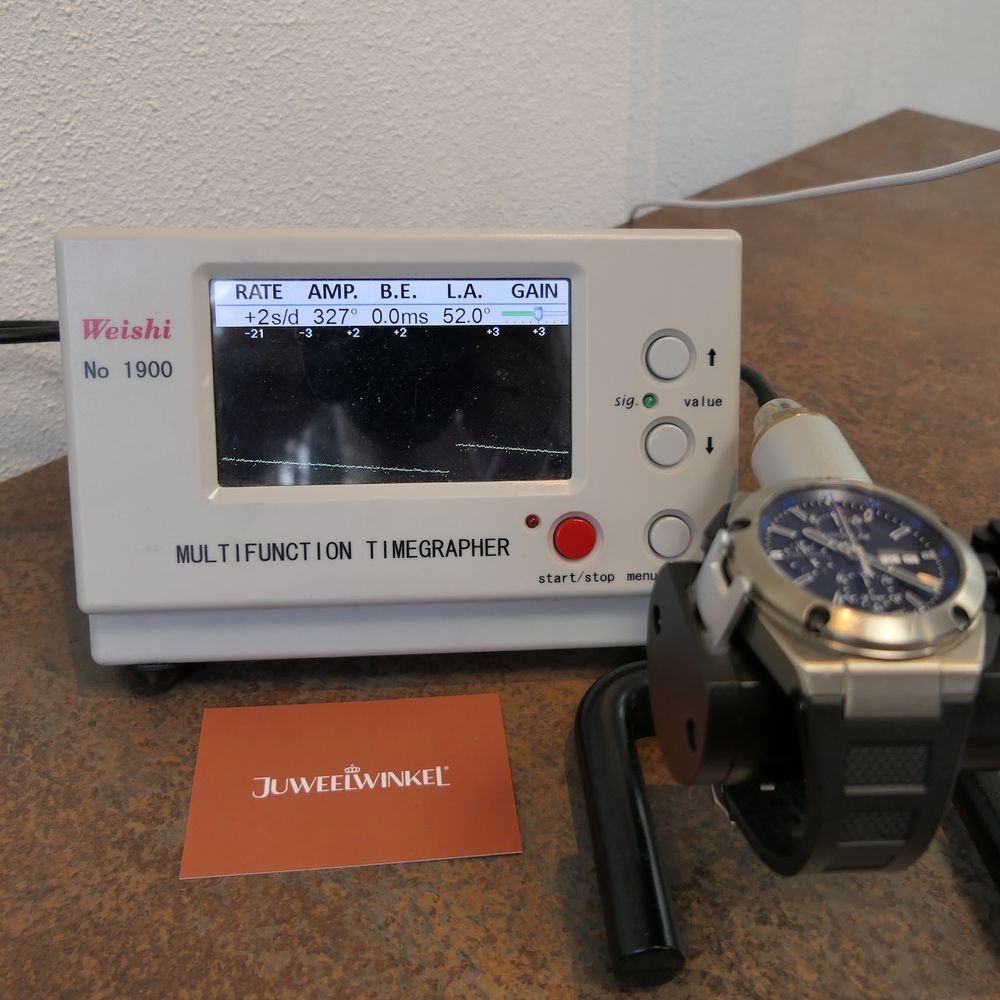 RATE AMP. B.E. L.A. GAIN
+2s/d 327° 0.0ms 52.0°
-21 -3 +2 +2 +3 +3
Weishi
No 1900
sig. value
MULTIFUNCTION TIMEGRAPHER
start/stop menu
JUWEELWINKEL®